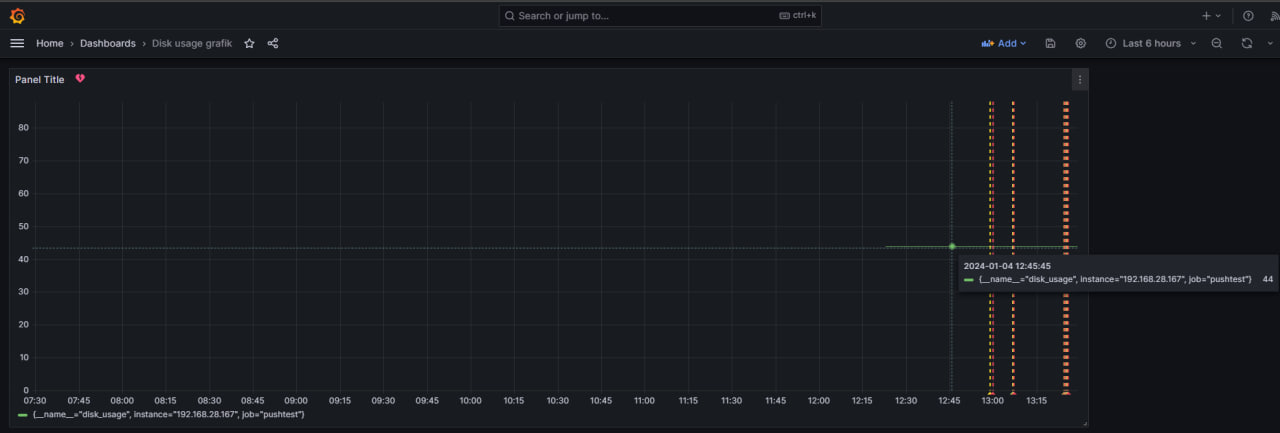 Search or jump to... ctrl+k
Home › Dashboards › Disk usage grafik Add Last 6 hours
Panel Title
80
70
60
50
40
30
20
10
0
07:30 07:45 08:00 08:15 08:30 08:45 09:00 09:15 09:30 09:45 10:00 10:15 10:30 10:45 11:00 11:15 11:30 11:45 12:00 12:15 12:30 12:45 13:00 13:15
2024-01-04 12:45:45
{__name__="disk_usage", instance="192.168.28.167", job="pushtest"} 44
{__name__="disk_usage", instance="192.168.28.167", job="pushtest"}